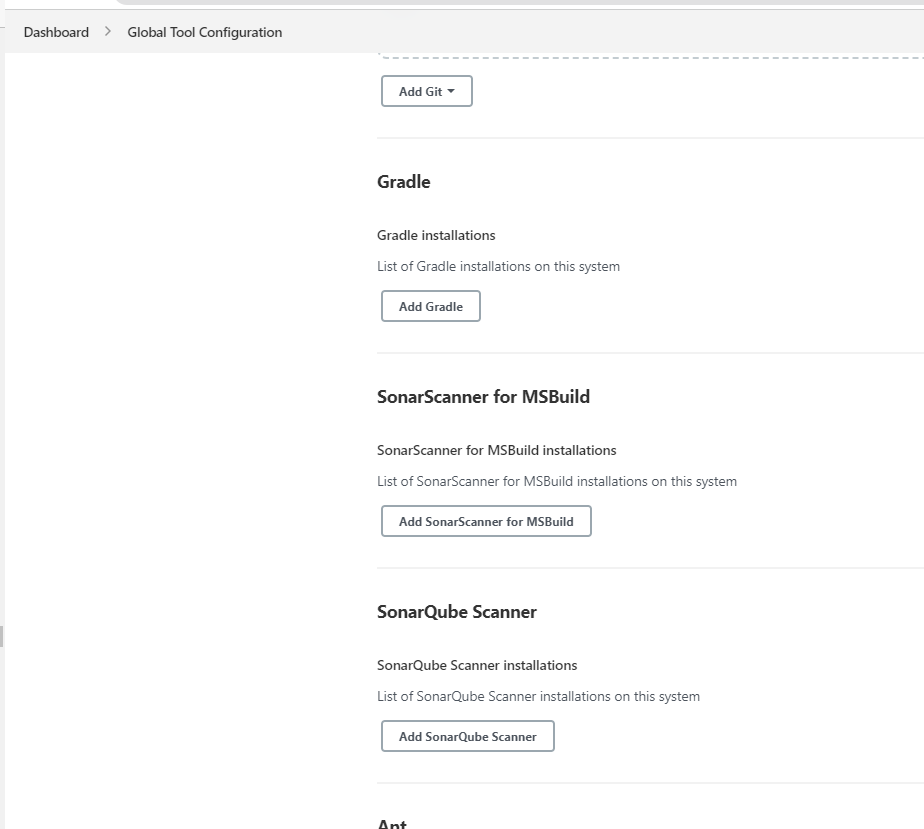 Dashboard > Global Tool Configuration
Add Git
Gradle
Gradle installations
List of Gradle installations on this system
Add Gradle
SonarScanner for MSBuild
SonarScanner for MSBuild installations
List of SonarScanner for MSBuild installations on this system
Add SonarScanner for MSBuild
SonarQube Scanner
SonarQube Scanner installations
List of SonarQube Scanner installations on this system
Add SonarQube Scanner
Ant